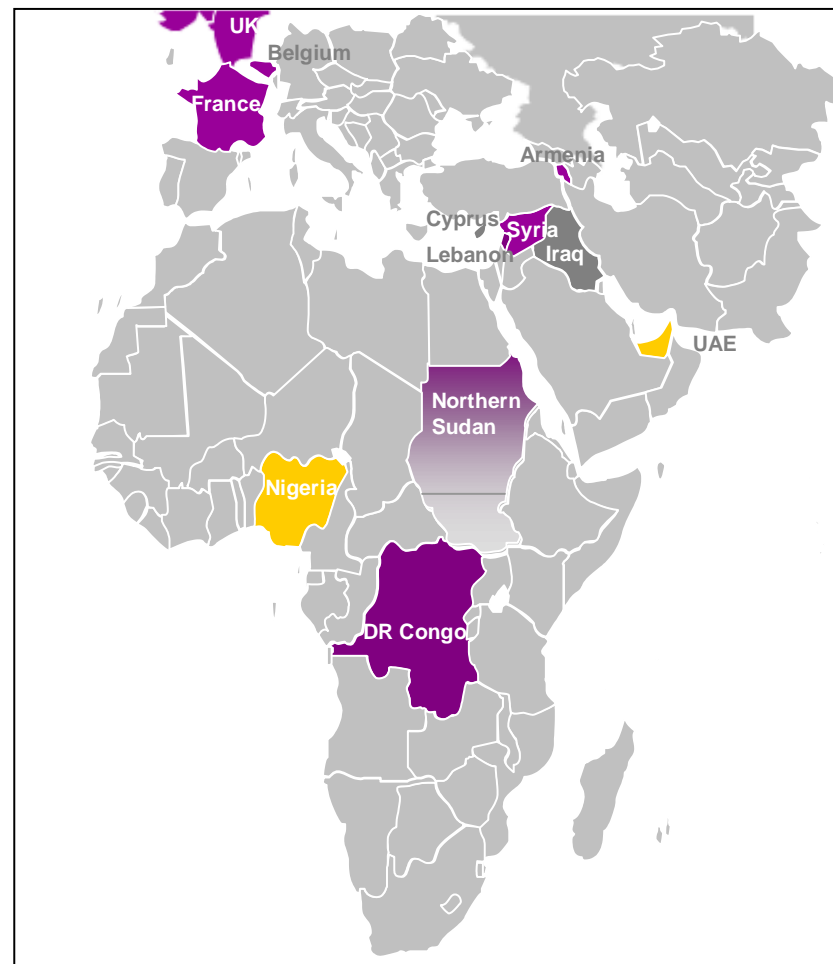 UK
Belgium
France
Armenia
Cyprus
Syria
Lebanon
Iraq
UAE
Northern
Sudan
Nigeria
DR Congo